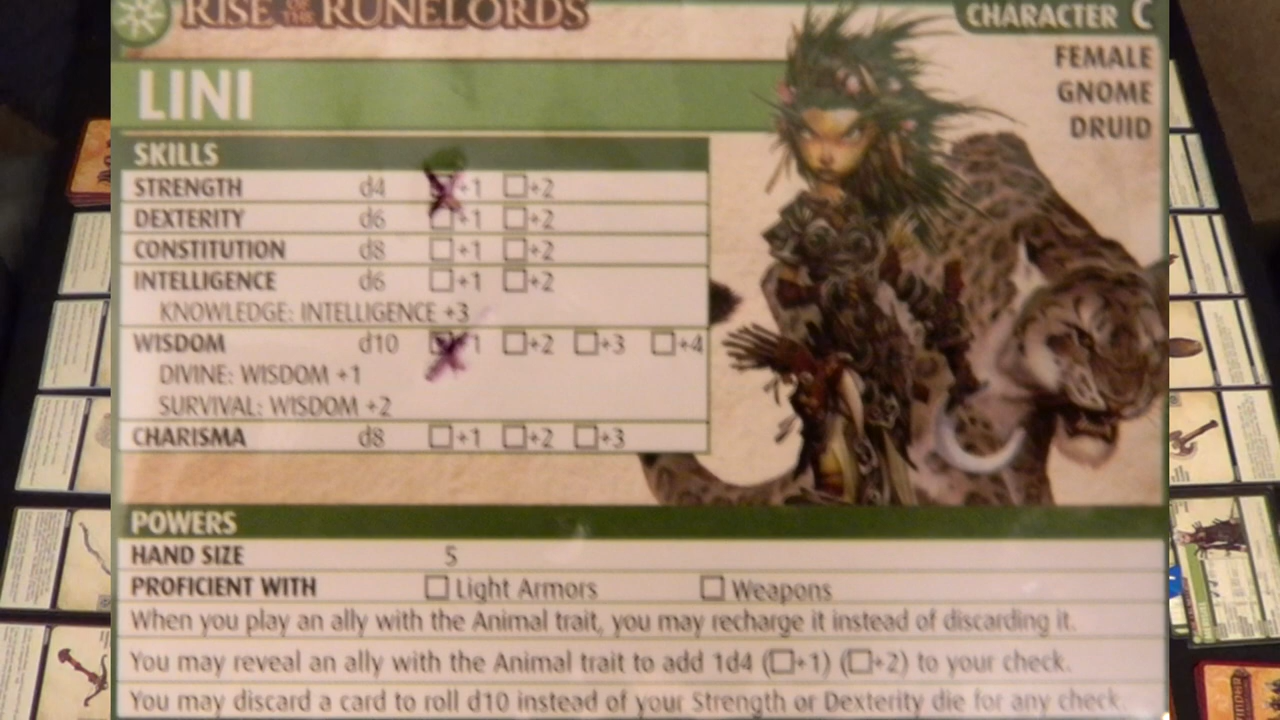 RISE OF THE RUNELORDS
CHARACTER C
LINI
FEMALE
GNOME
DRUID
SKILLS
STRENGTH d4 +1 +2
DEXTERITY d6 +1 +2
CONSTITUTION d8 +1 +2
INTELLIGENCE d6 +1 +2
KNOWLEDGE: INTELLIGENCE +3
WISDOM d10 +1 +2 +3 +4
DIVINE: WISDOM +1
SURVIVAL: WISDOM +2
CHARISMA d8 +1 +2 +3
POWERS
HAND SIZE 5
PROFICIENT WITH Light Armors Weapons
When you play an ally with the Animal trait, you may recharge it instead of discarding it.
You may reveal an ally with the Animal trait to add 1d4 (☐+1) (☐+2) to your check.
You may discard a card to roll d10 instead of your Strength or Dexterity die for any check.